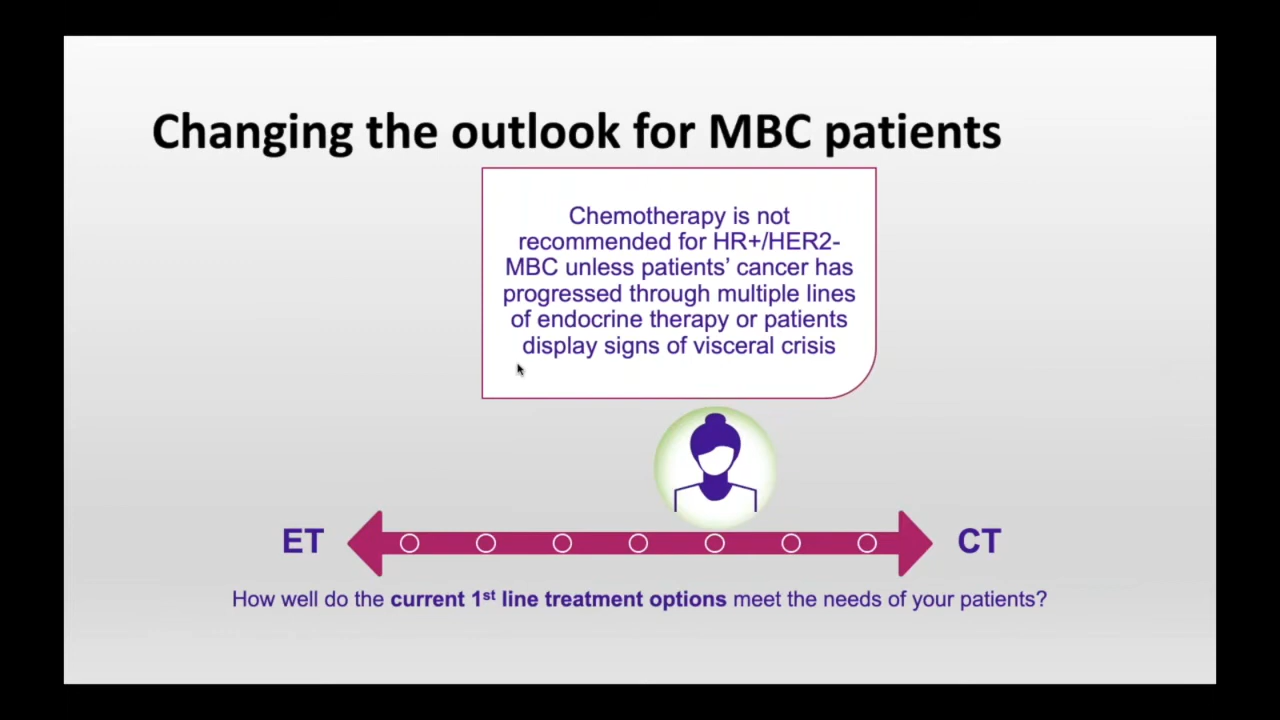 Changing the outlook for MBC patients
Chemotherapy is not
recommended for HR+/HER2-
MBC unless patients’ cancer has
progressed through multiple lines
of endocrine therapy or patients
display signs of visceral crisis
ET
CT
How well do the current 1st line treatment options meet the needs of your patients?